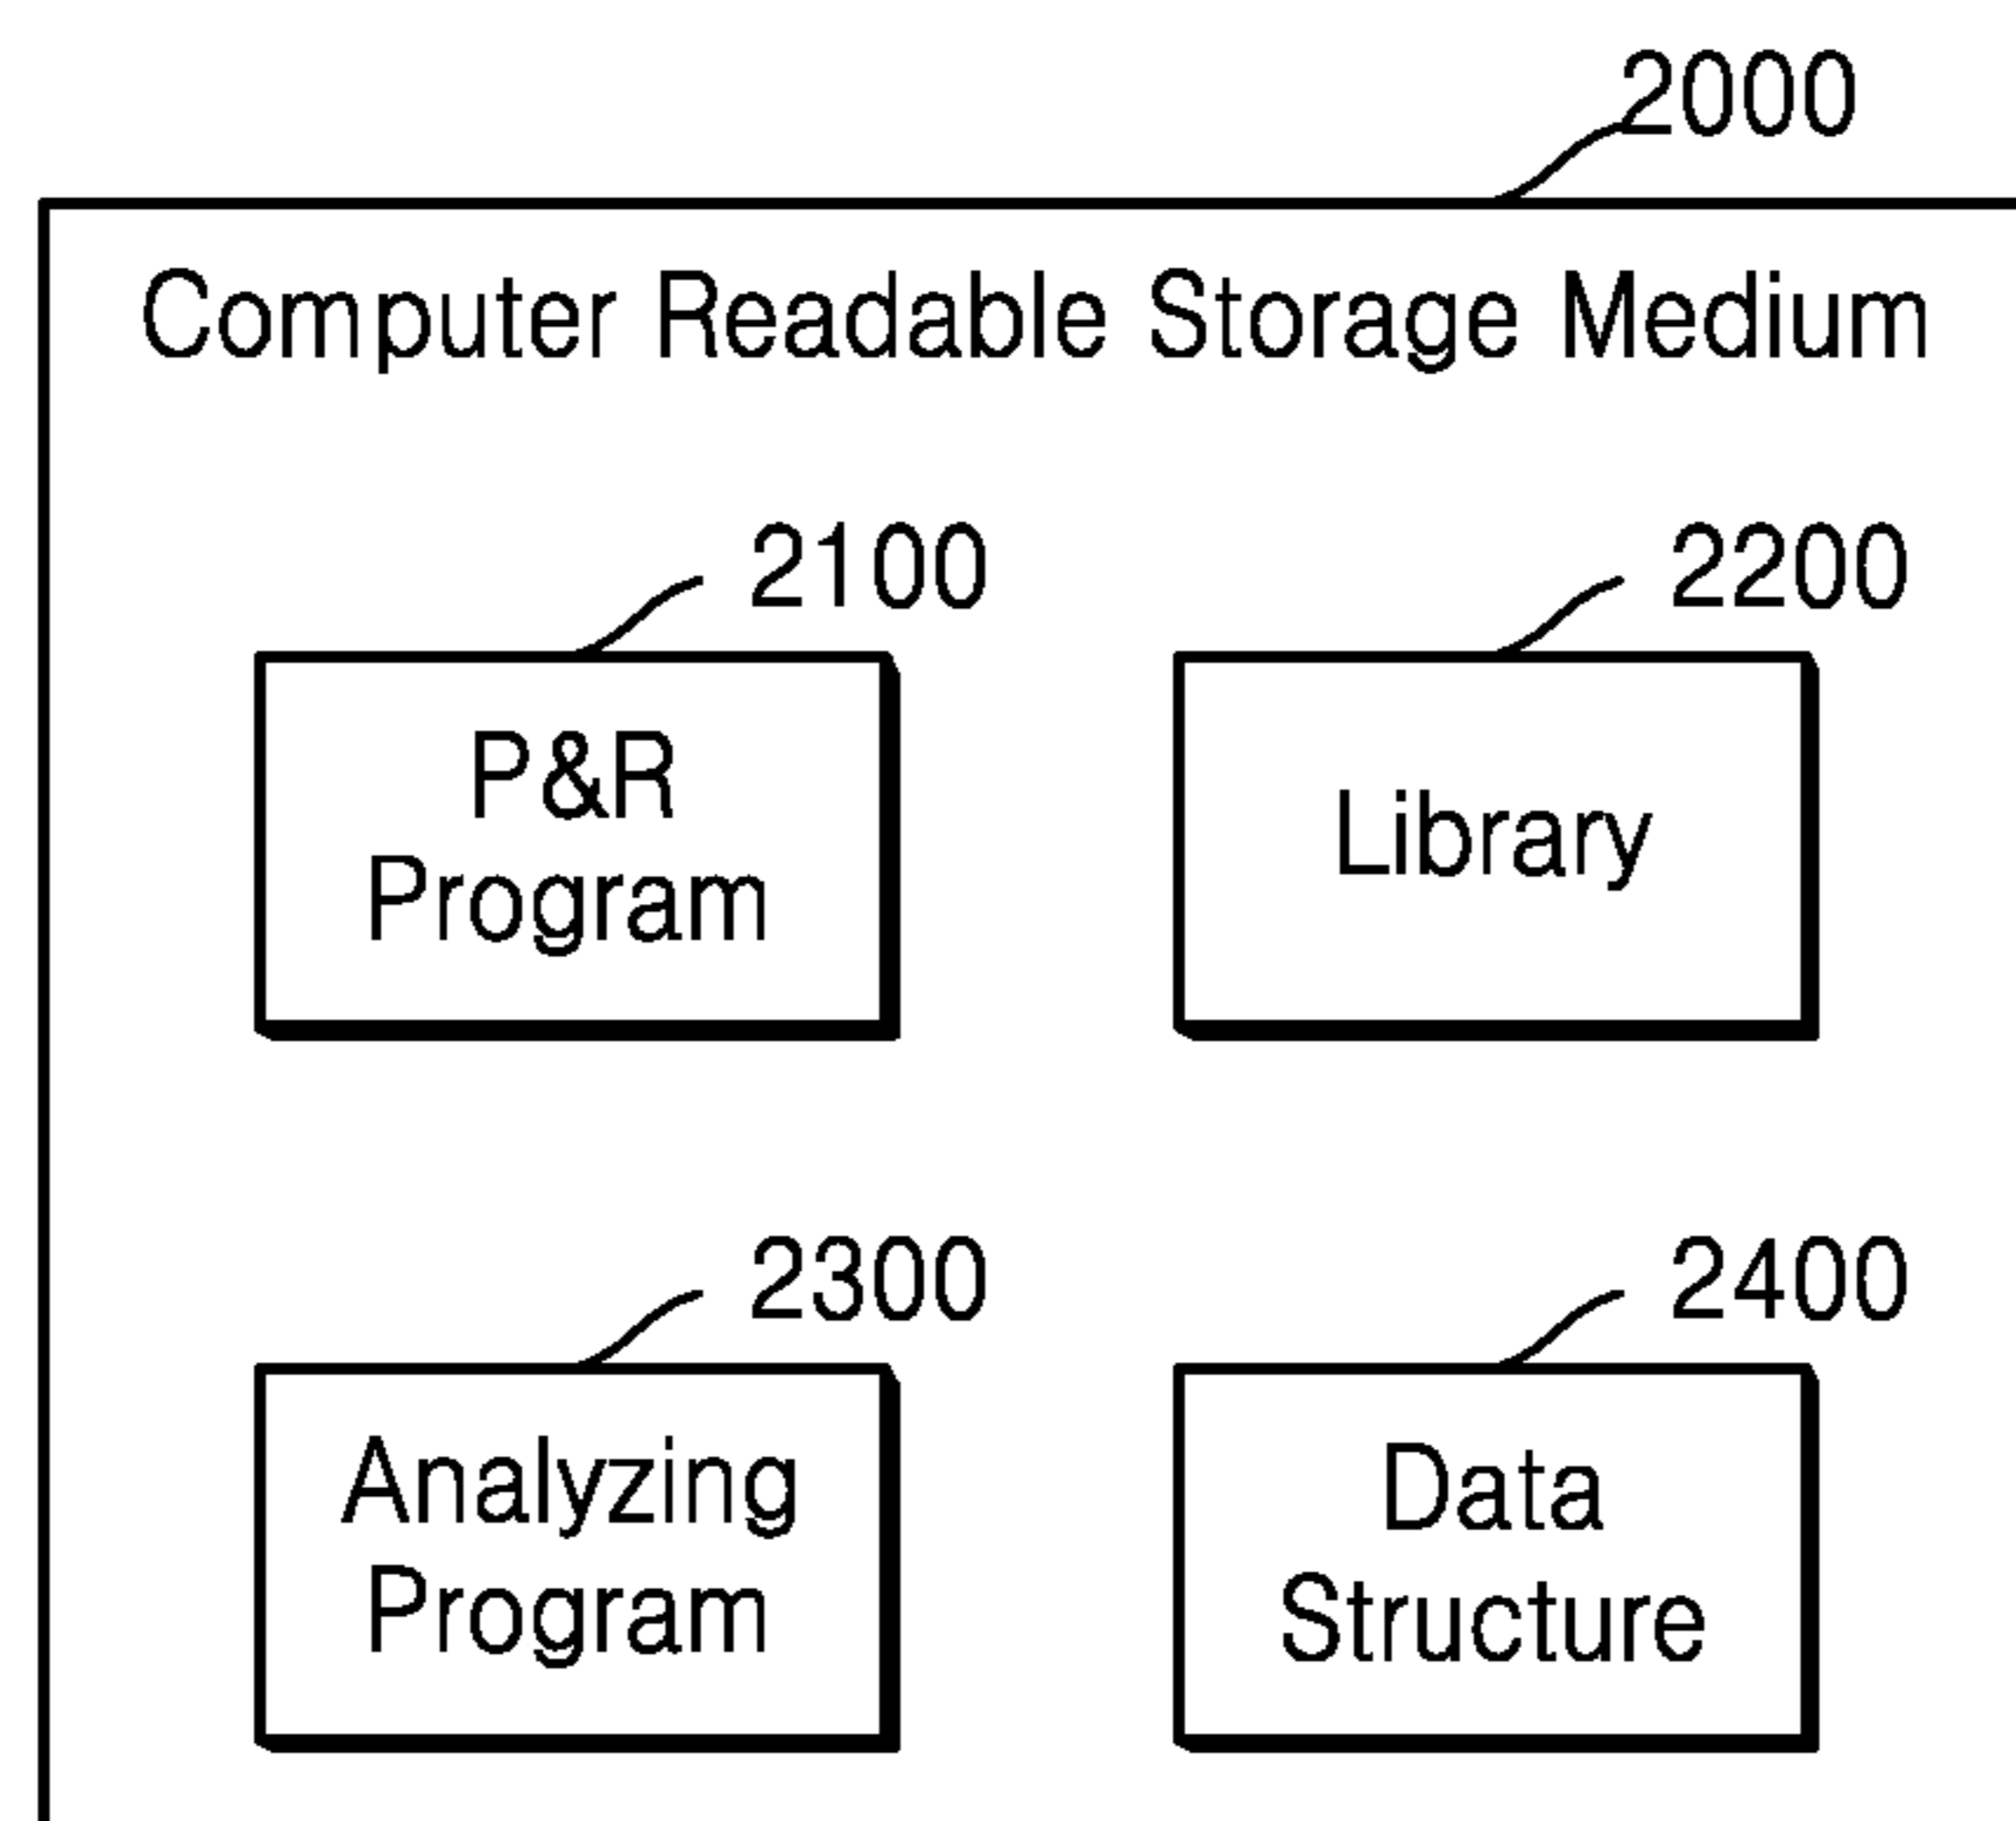 2000
Computer Readable Storage Medium
2100
2200
P&R
Program
Library
2300
2400
Analyzing
Program
Data
Structure